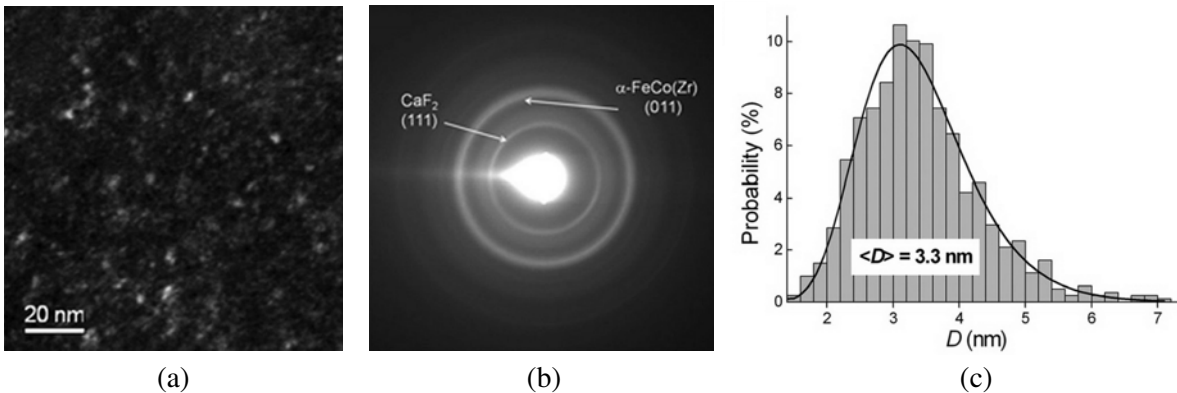 20 nm
CaF2
(111)
α-FeCo(Zr)
(011)
Probability (%)
10
8
6
4
2
0
<D> = 3.3 nm
2 3 4 5 6 7
D (nm)
(a) (b) (c)